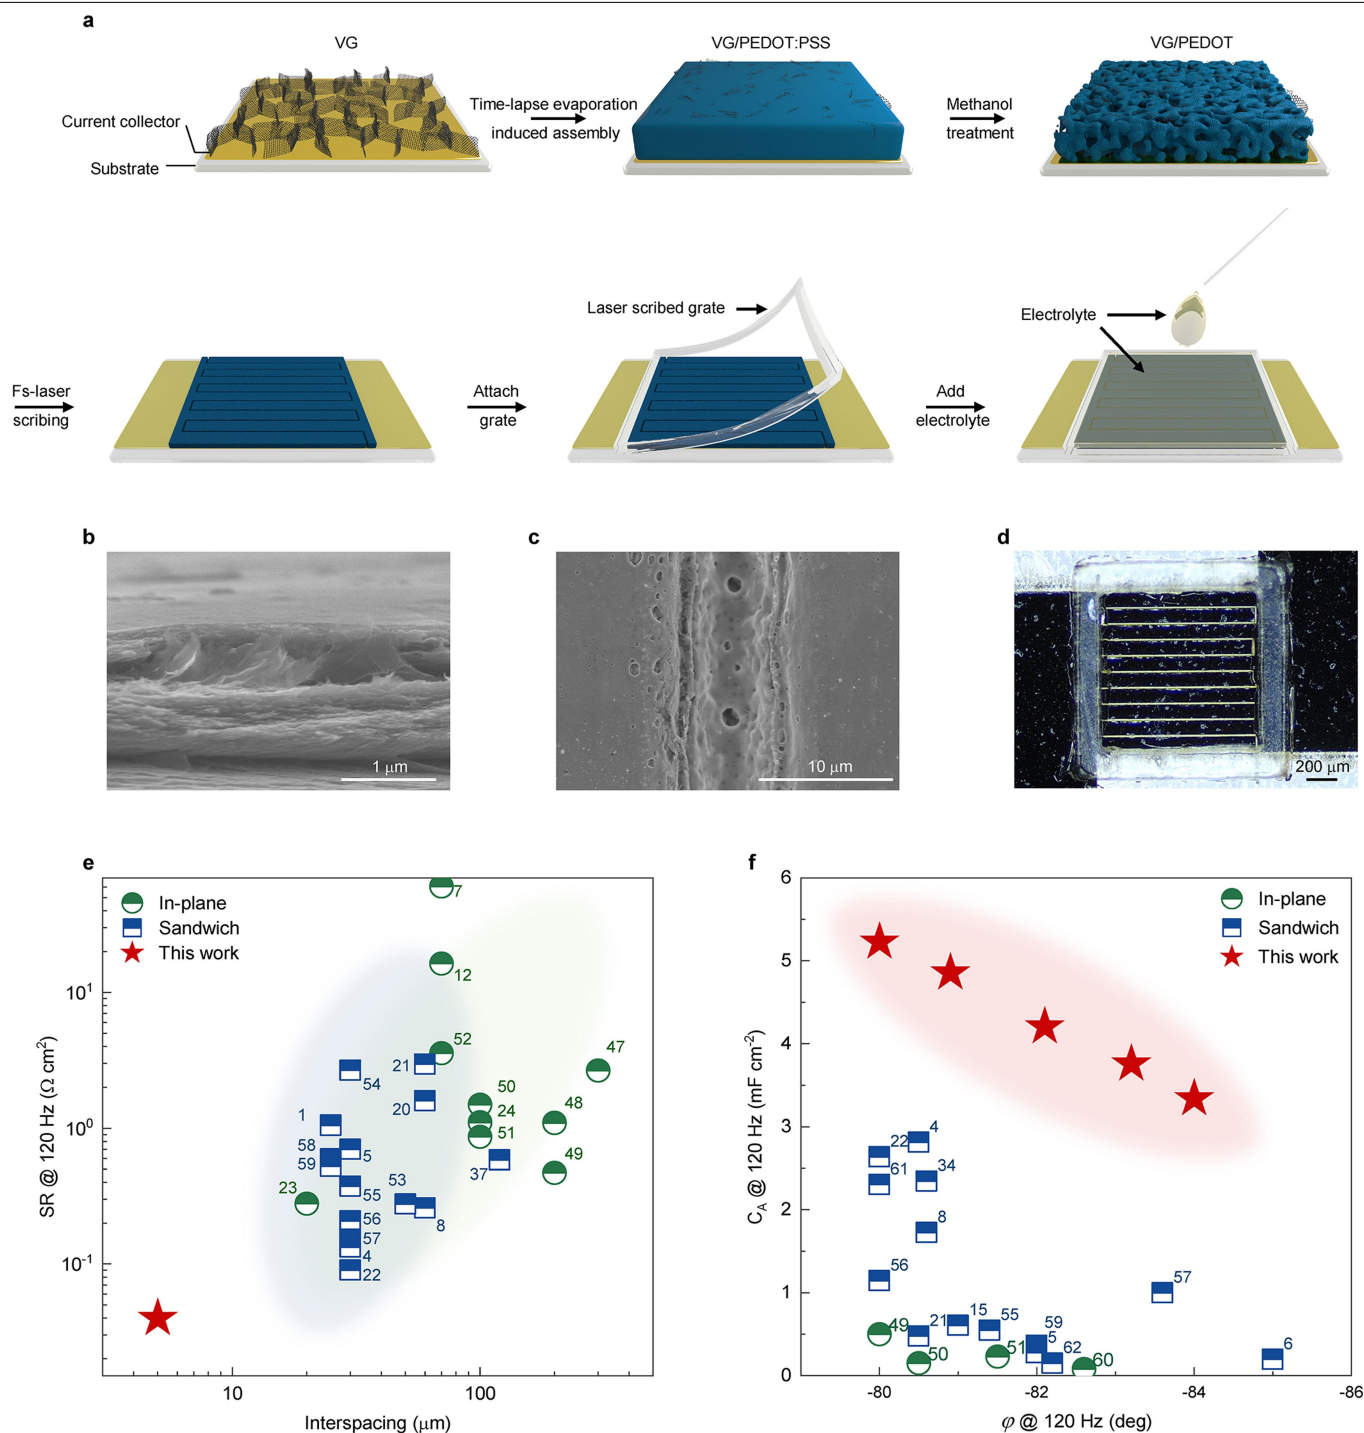 a
VG
VG/PEDOT:PSS
VG/PEDOT
Current collector
Substrate
Time-lapse evaporation
induced assembly
Methanol
treatment
Fs-laser
scribing
Attach
grate
Laser scribed grate
Add
electrolyte
Electrolyte
b
1 μm
c
10 μm
d
200 μm
e
In-plane
Sandwich
This work
SR @ 120 Hz (Ω cm²)
10¹
10⁰
10⁻¹
7
12
52
47
21
54
20
50
24
51
48
49
1
58
59
5
37
23
55
53
8
56
57
4
22
10
100
Interspacing (μm)
f
In-plane
Sandwich
This work
C_A @ 120 Hz (mF cm⁻²)
6
5
4
3
2
1
0
22
4
61
34
8
56
57
49
21
15
55
59
5
50
51
62
60
6
-80
-82
-84
-86
φ @ 120 Hz (deg)